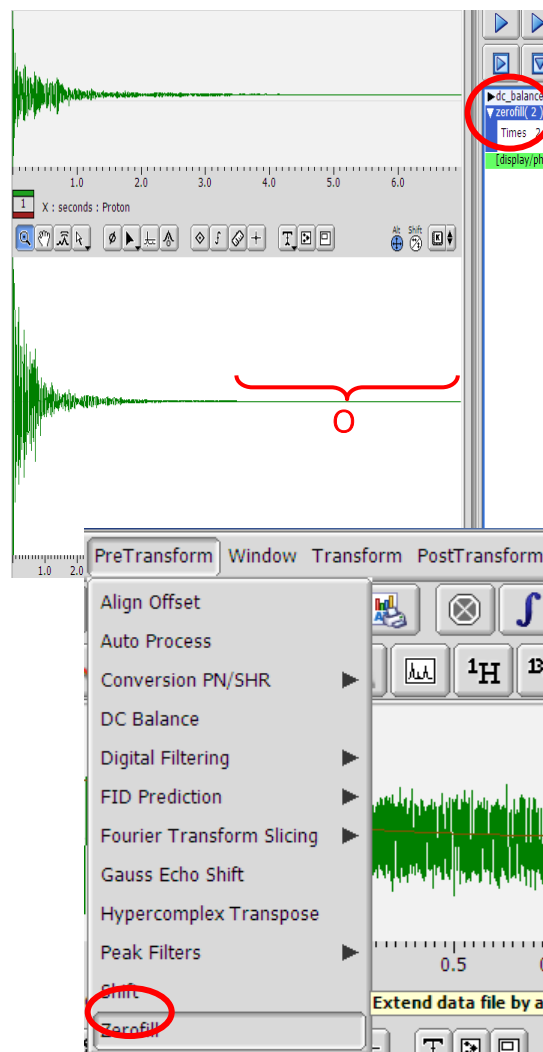 dc_balance
zerofill( 2 )
Times 2
[display/ph
1.0 2.0 3.0 4.0 5.0 6.0
1 X : seconds : Proton
Alt Shift
O
1.0 2.0
PreTransform Window Transform PostTransform
Align Offset
Auto Process
Conversion PN/SHR
DC Balance
Digital Filtering
FID Prediction
Fourier Transform Slicing
Gauss Echo Shift
Hypercomplex Transpose
Peak Filters
Shift
Zerofill
1H 13
0.5
Extend data file by a